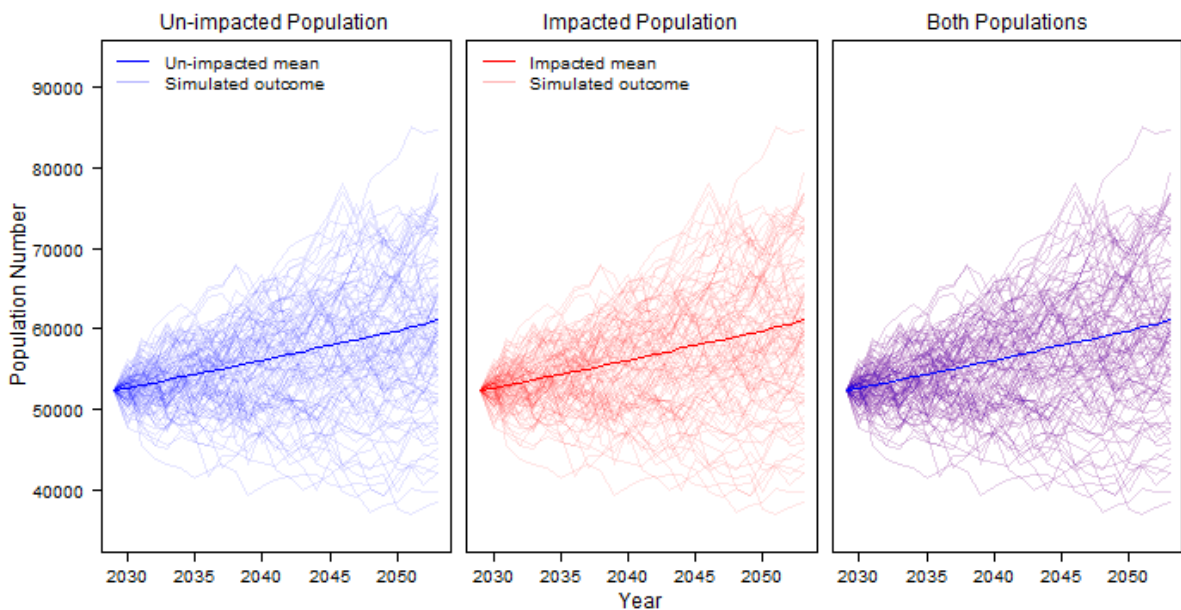 Un-impacted Population
Impacted Population
Both Populations
Un-impacted mean
Simulated outcome
Impacted mean
Simulated outcome
Population Number
90000
80000
70000
60000
50000
40000
2030 2035 2040 2045 2050
2030 2035 2040 2045 2050
2030 2035 2040 2045 2050
Year